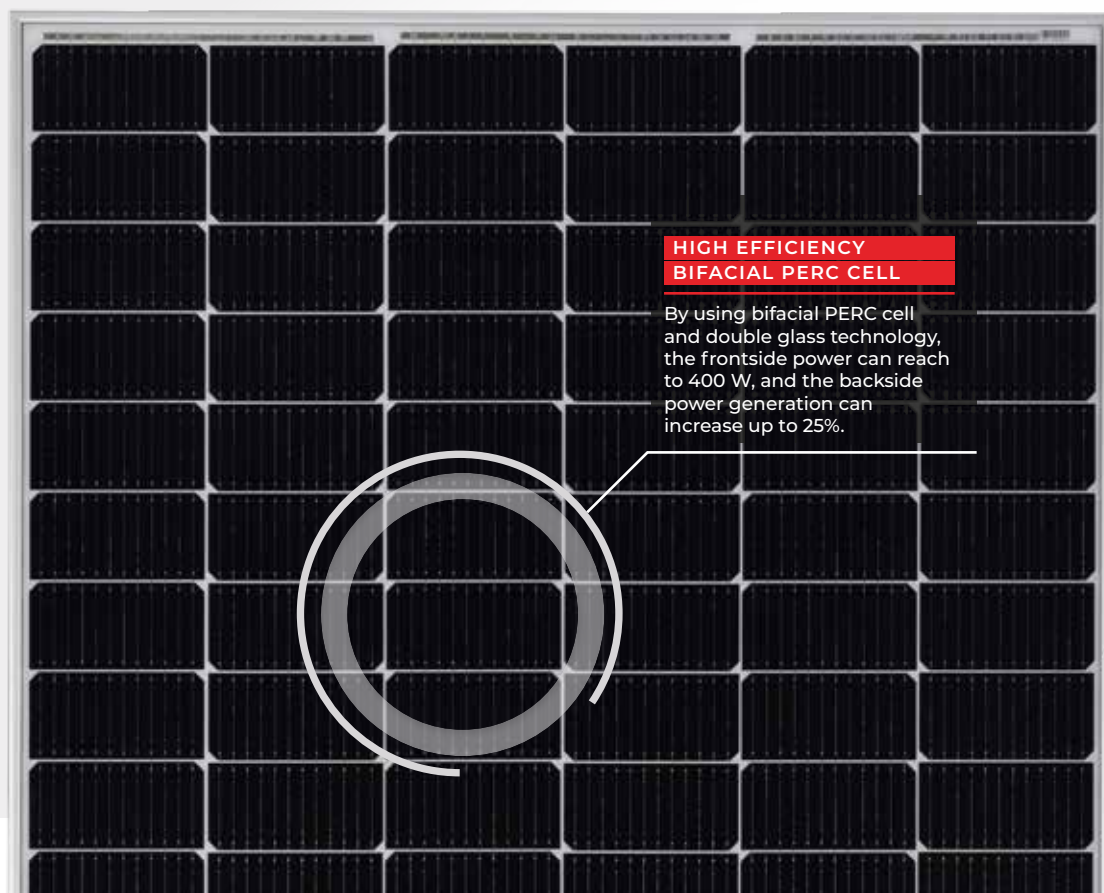 HIGH EFFICIENCY
BIFACIAL PERC CELL
By using bifacial PERC cell
and double glass technology,
the frontside power can reach
to 400 W, and the backside
power generation can
increase up to 25%.